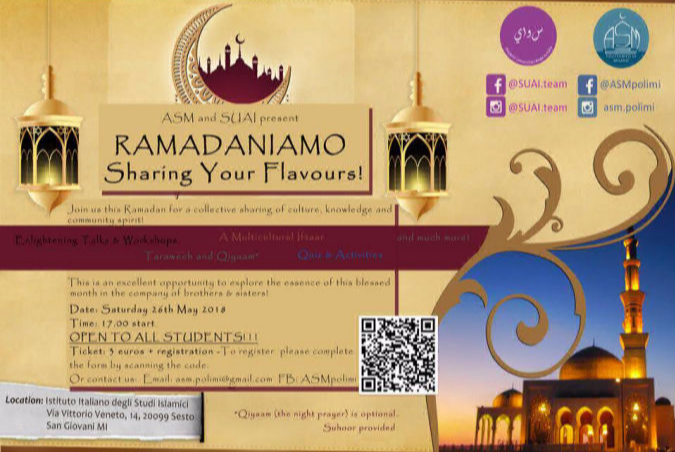 س.و.اي
ASM
f @SUAI.team
f @ASMpolimi
@SUAI.team
asm.polimi
ASM and SUAI present
RAMADANIAMO
Sharing Your Flavours!
Join us this Ramadan for a collective sharing of culture, knowledge and
community spirit!
Enlightening Talks & Workshops,
A Multicultural Iftaar
and much more!
Taraweeh and Qiyaam*
Quiz & Activities
This is an excellent opportunity to explore the essence of this blessed
month in the company of brothers & sisters!
Date: Saturday 26th May 2018
Time: 17.00 start
OPEN TO ALL STUDENTS!!!
Ticket: 3 euros + registration -To register please complete
the form by scanning the code.
Or contact us: Email: asm.polimi@gmail.com FB: ASMpolimi
Location: Istituto Italiano degli Studi Islamici
Via Vittorio Veneto, 14, 20099 Sesto
San Giovani MI
*Qiyaam (the night prayer) is optional.
Suhoor provided